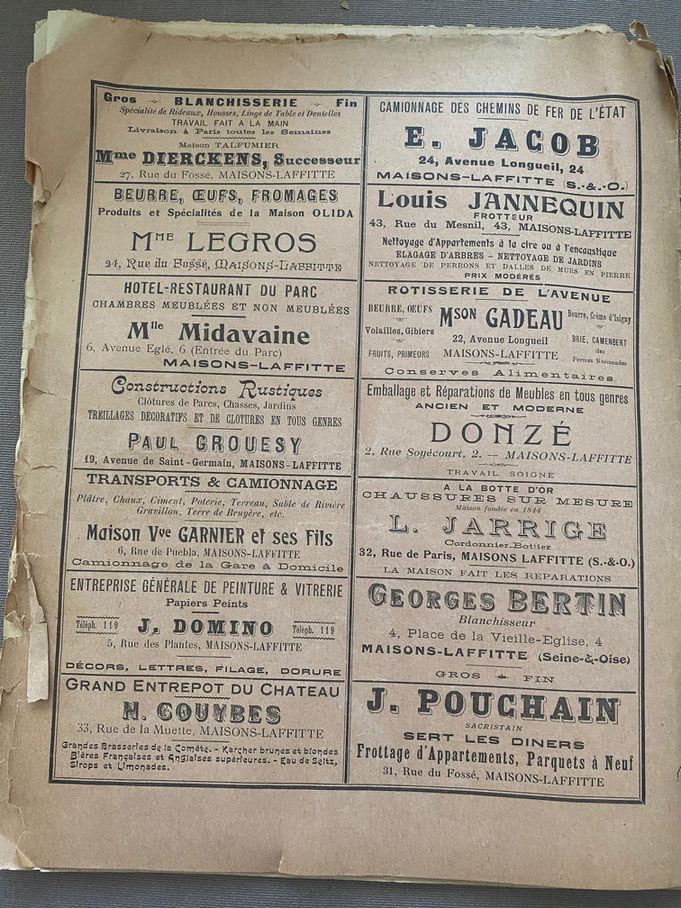 Gros BLANCHISSERIE Fin
Spécialité de Rideaux, Housses, Linge de Table et Dentelles
TRAVAIL FAIT A LA MAIN
Livraison à Paris toutes les Semaines
Maison TALFUMIER
Mme DIERCKENS, Successeur
27, Rue du Fossé, MAISONS-LAFFITTE
BEURRE, ŒUFS, FROMAGES
Produits et Spécialités de la Maison OLIDA
MME LEGROS
24, Rue du Fossé, MAISONS-LAFFITTE
HOTEL-RESTAURANT DU PARC
CHAMBRES MEUBLÉES ET NON MEUBLÉES
Mlle Midavaine
6, Avenue Eglé, 6 (Entrée du Parc)
MAISONS-LAFFITTE
Constructions Rustiques
Clôtures de Parcs, Chasses, Jardins
TREILLAGES DÉCORATIFS ET DE CLOTURES EN TOUS GENRES
PAUL GROUESY
19, Avenue de Saint-Germain, MAISONS-LAFFITTE
TRANSPORTS & CAMIONNAGE
Plâtre, Chaux, Ciment, Poterie, Terreau, Sable de Rivière
Gravillon, Terre de Bruyère, etc.
Maison Vve GARNIER et ses Fils
6, Rue de Puebla, MAISONS-LAFFITTE
Camionnage de la Gare à Domicile
ENTREPRISE GÉNÉRALE DE PEINTURE & VITRERIE
Papiers Peints
Téléph. 119 J. DOMINO Téléph. 119
5, Rue des Plantes, MAISONS-LAFFITTE
DÉCORS, LETTRES, FILAGE, DORURE
GRAND ENTREPOT DU CHATEAU
M. COUYBES
33, Rue de la Muette, MAISONS-LAFFITTE
Grandes Brasseries de la Comète. - Karcher brunes et blondes
Bières Françaises et Anglaises supérieures. - Eau de Seltz,
Sirops et Limonades.
CAMIONNAGE DES CHEMINS DE FER DE L'ÉTAT
E. JACOB
24, Avenue Longueil, 24
MAISONS-LAFFITTE (S.-&.-O.)
Louis JANNEQUIN
FROTTEUR
43, Rue du Mesnil, 43, MAISONS-LAFFITTE
Nettoyage d'Appartements à la cire ou à l'encaustique
ELAGAGE D'ARBRES - NETTOYAGE DE JARDINS
NETTOYAGE DE PERRONS ET DALLES DE MURS EN PIERRE
PRIX MODÉRÉS
ROTISSERIE DE L'AVENUE
BEURRE, ŒUFS
Volailles, Gibiers
FRUITS, PRIMEURS
MSON GADEAU
22, Avenue Longueil
MAISONS-LAFFITTE
Beurre, Crème d'Isigny
BRIE, CAMENBERT
des
Fermes Normandes
Conserves Alimentaires
Emballage et Réparations de Meubles en tous genres
ANCIEN ET MODERNE
DONZÉ
2, Rue Soyécourt, 2. — MAISONS-LAFFITTE
TRAVAIL SOIGNÉ
A LA BOTTE D'OR
CHAUSSURES SUR MESURE
Maison fondée en 1844
L. JARRIGE
Cordonnier-Bottier
32, Rue de Paris, MAISONS LAFFITTE (S.-&-O.)
LA MAISON FAIT LES RÉPARATIONS
GEORGES BERTIN
Blanchisseur
4, Place de la Vieille-Eglise, 4
MAISONS-LAFFITTE (Seine-&-Oise)
GROS FIN
J. POUCHAIN
SACRISTAIN
SERT LES DINERS
Frottage d'Appartements, Parquets à Neuf
31, Rue du Fossé, MAISONS-LAFFITTE